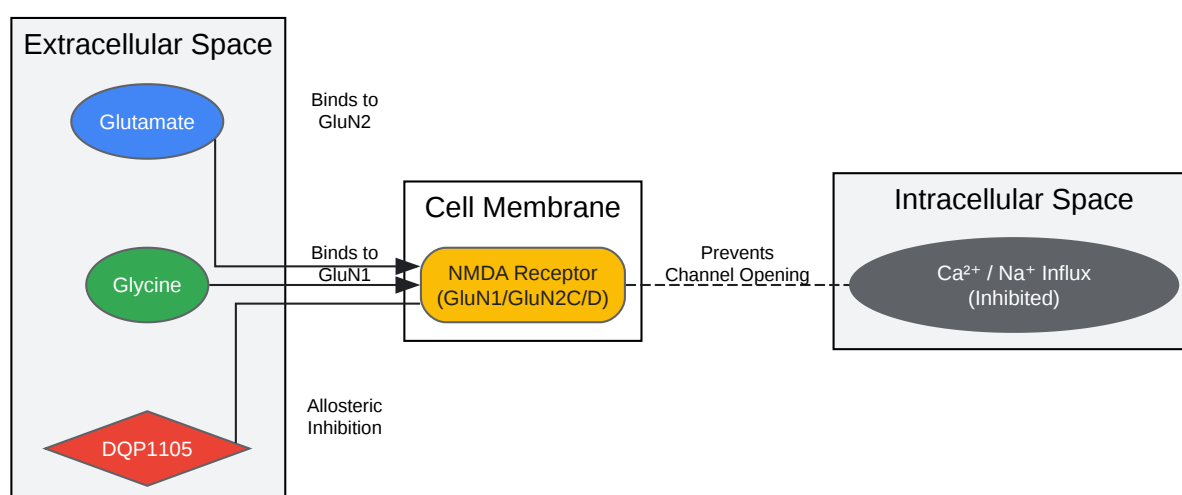 Extracellular Space
Glutamate
Binds to
GluN2
Glycine
Binds to
GluN1
DQP1105
Allosteric
Inhibition
Cell Membrane
NMDA Receptor
(GluN1/GluN2C/D)
Prevents
Channel Opening
Intracellular Space
Ca²⁺ / Na⁺ Influx
(Inhibited)